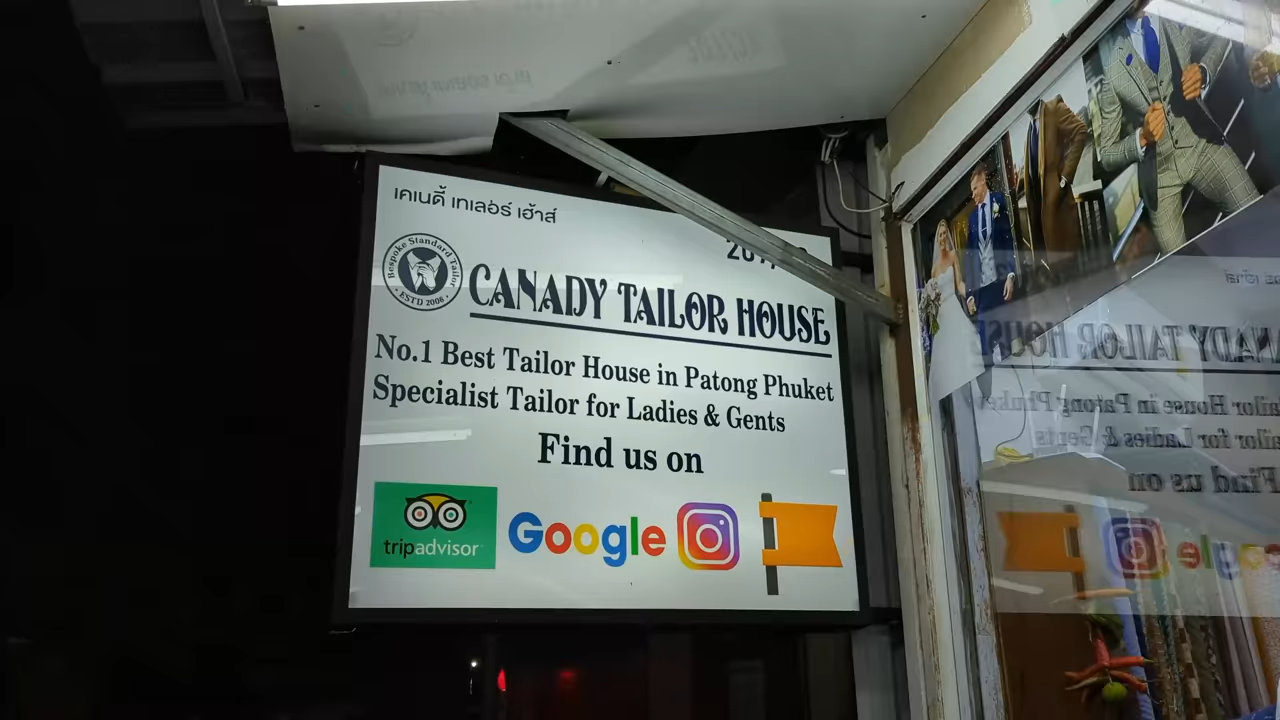 เคเนดี้ เทเลอร์ เฮ้าส์
Bespoke Standard Tailor
· ESTD 2006 ·
CANADY TAILOR HOUSE
No.1 Best Tailor House in Patong Phuket
Specialist Tailor for Ladies & Gents
Find us on
tripadvisor
Google